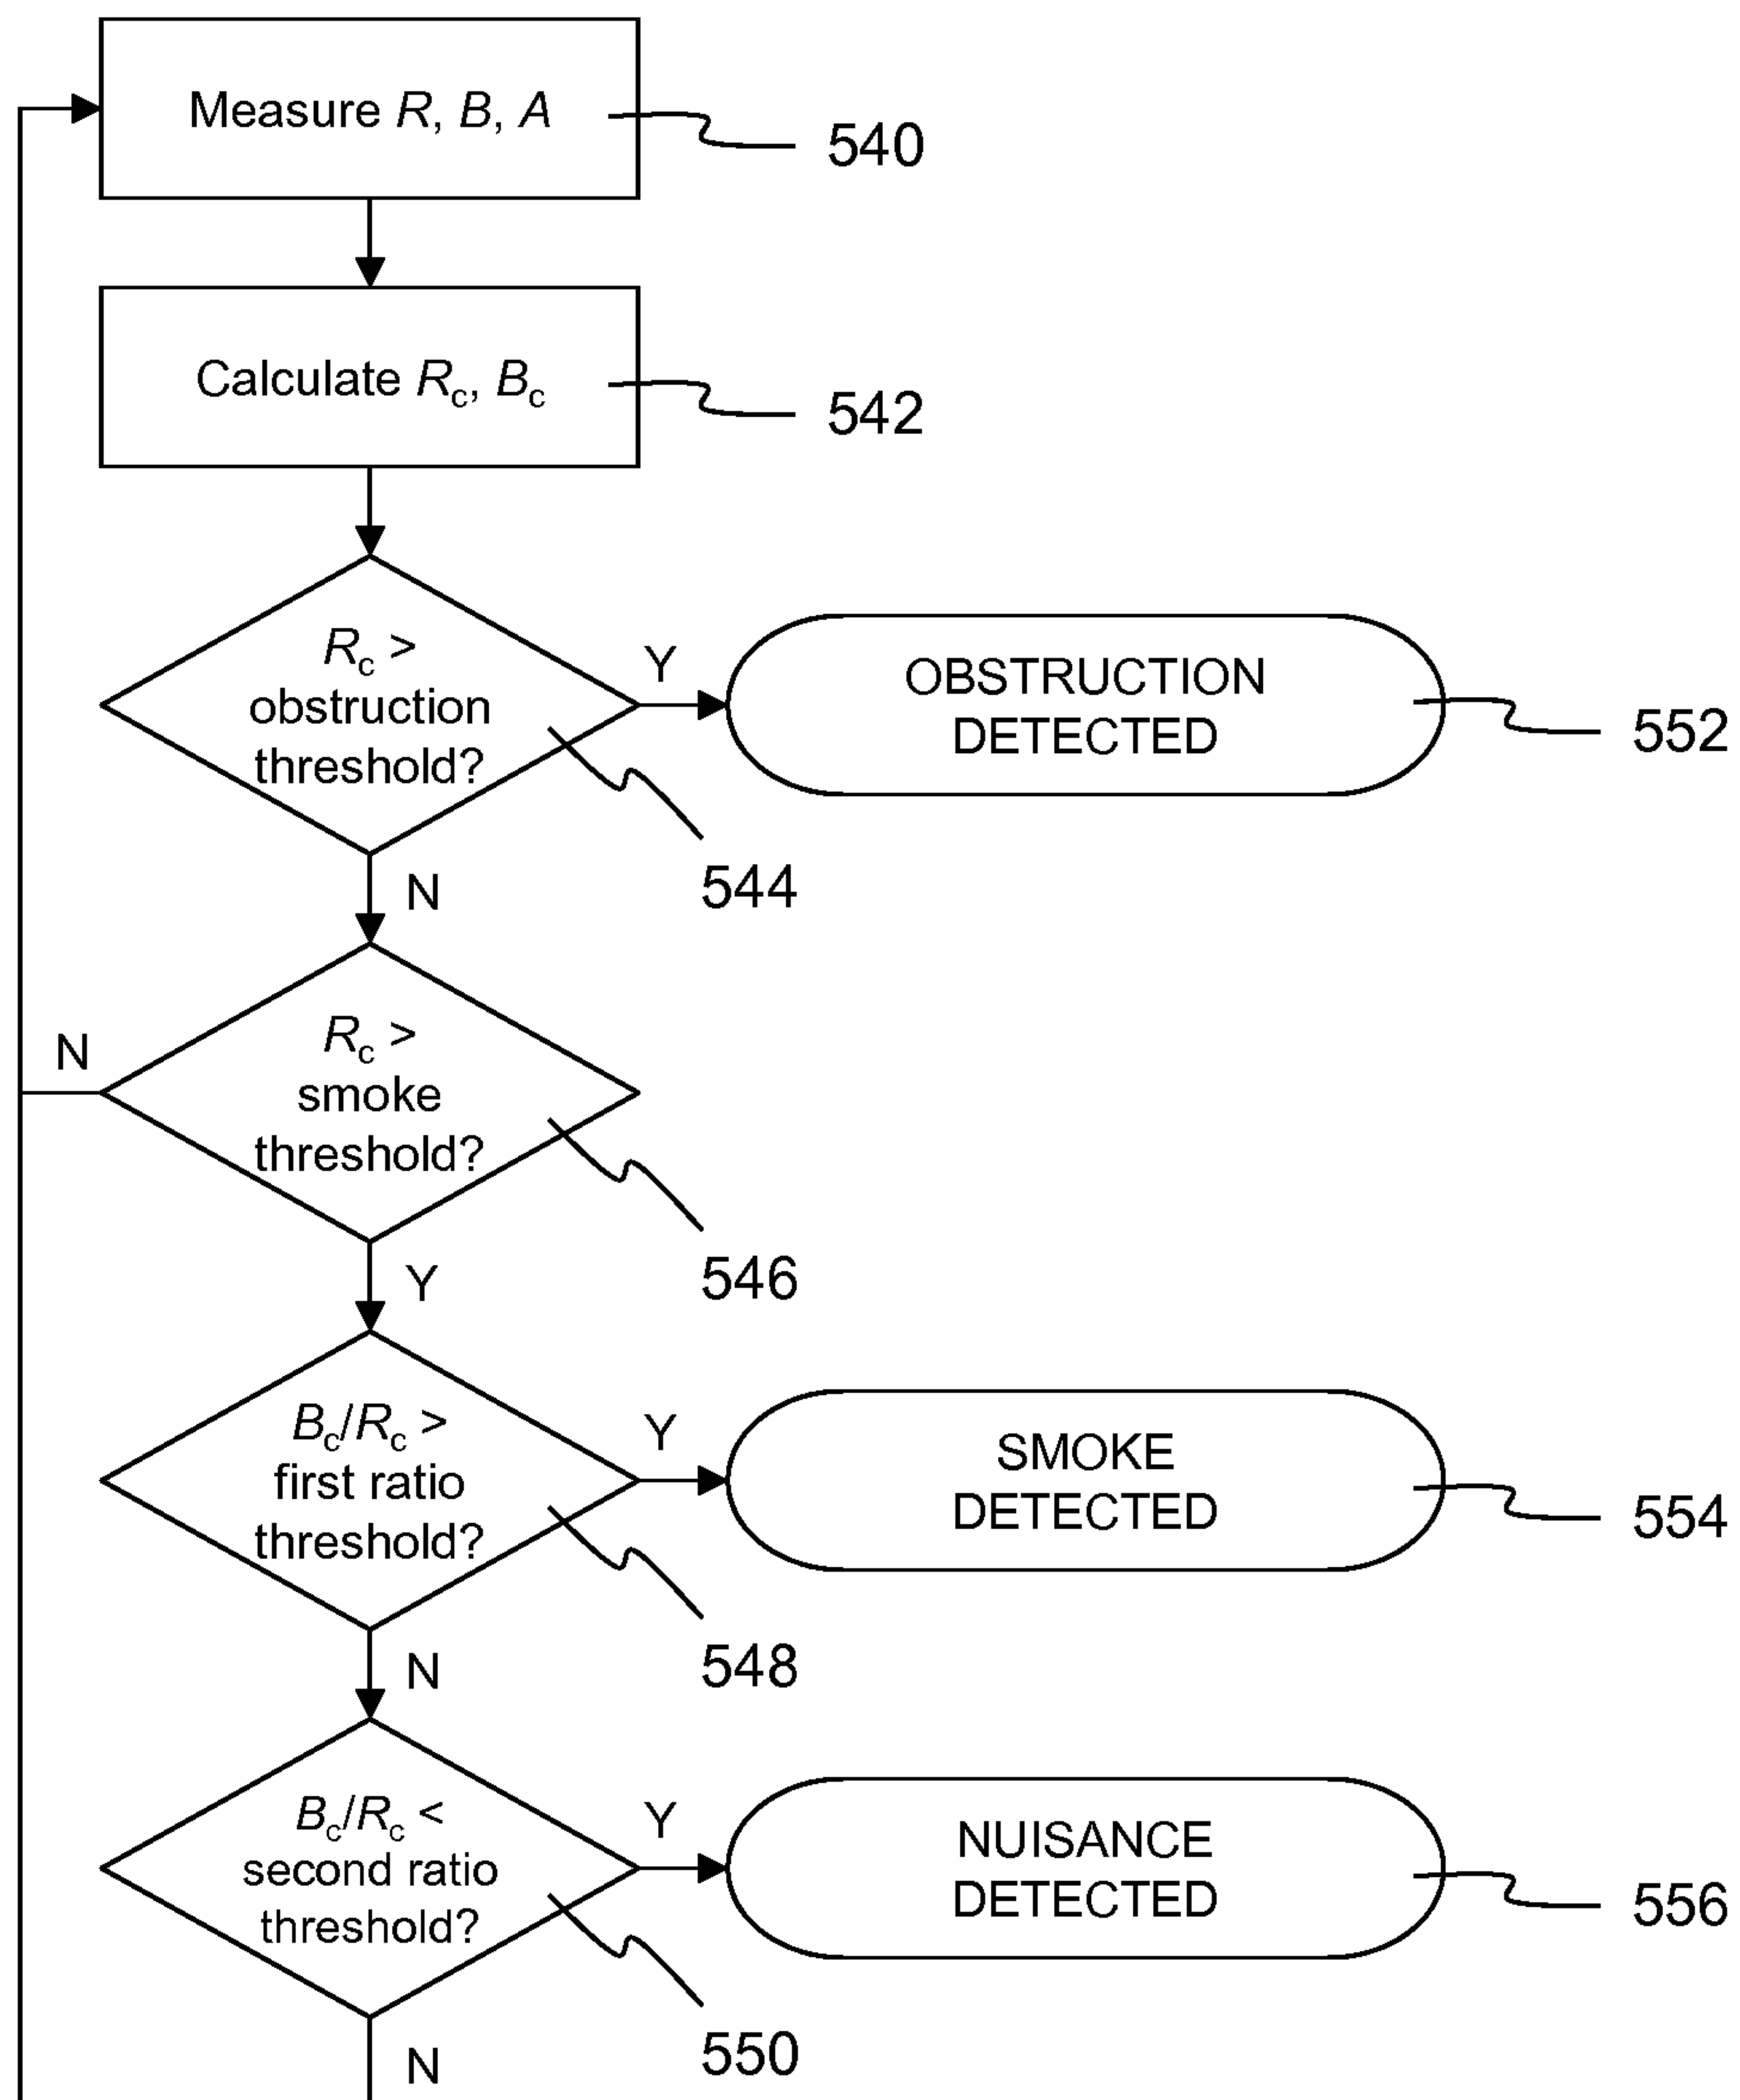 Measure R, B, A
540
Calculate Rc, Bc
542
Rc >
obstruction
threshold?
Y
OBSTRUCTION
DETECTED
552
544
N
Rc >
smoke
threshold?
N
546
Y
Bc/Rc >
first ratio
threshold?
Y
SMOKE
DETECTED
554
548
N
Bc/Rc <
second ratio
threshold?
Y
NUISANCE
DETECTED
556
550
N